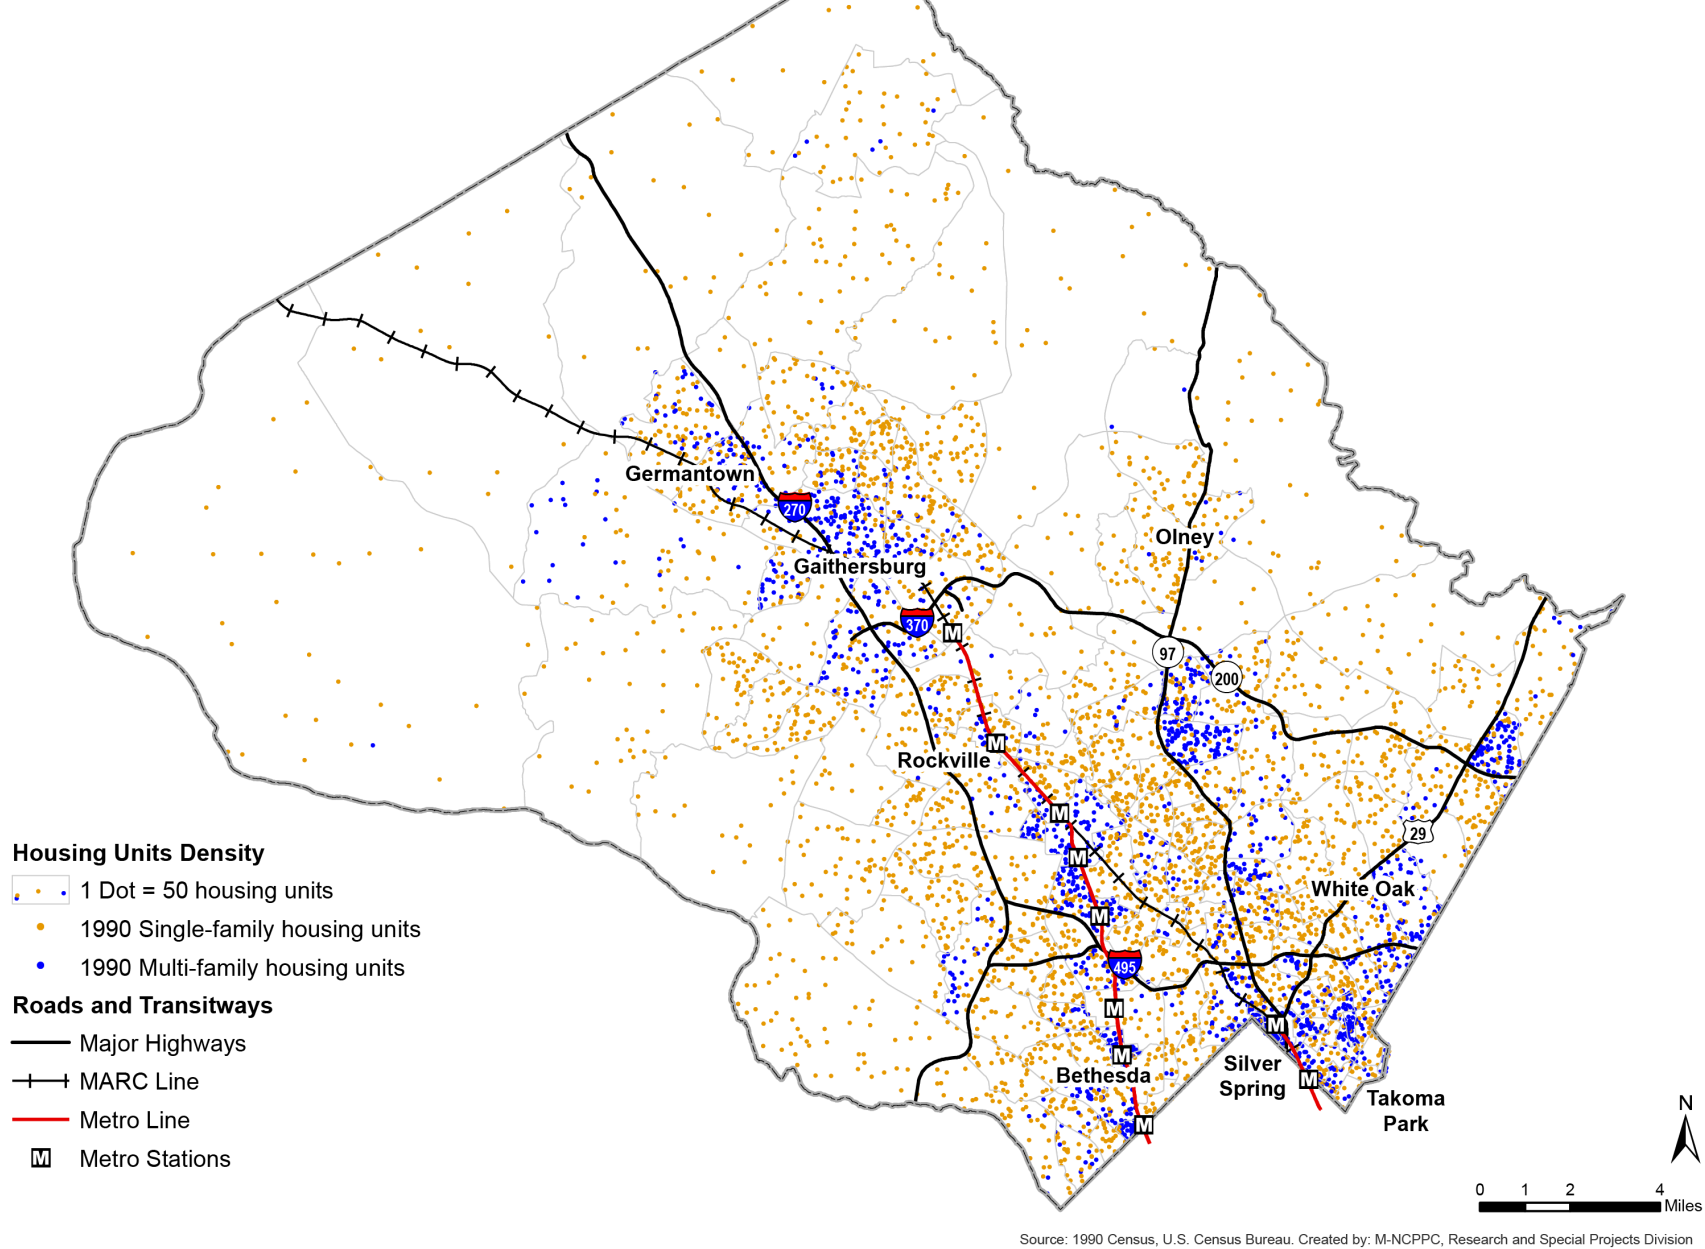 Germantown
270
Gaithersburg
Olney
370
M
97
200
M
Rockville
M
29
M
White Oak
M
495
M
M
M
Bethesda
Silver
Spring
M
M
Takoma
Park
Housing Units Density
1 Dot = 50 housing units
1990 Single-family housing units
1990 Multi-family housing units
Roads and Transitways
Major Highways
MARC Line
Metro Line
M Metro Stations
N
0 1 2 4
Miles
Source: 1990 Census, U.S. Census Bureau. Created by: M-NCPPC, Research and Special Projects Division